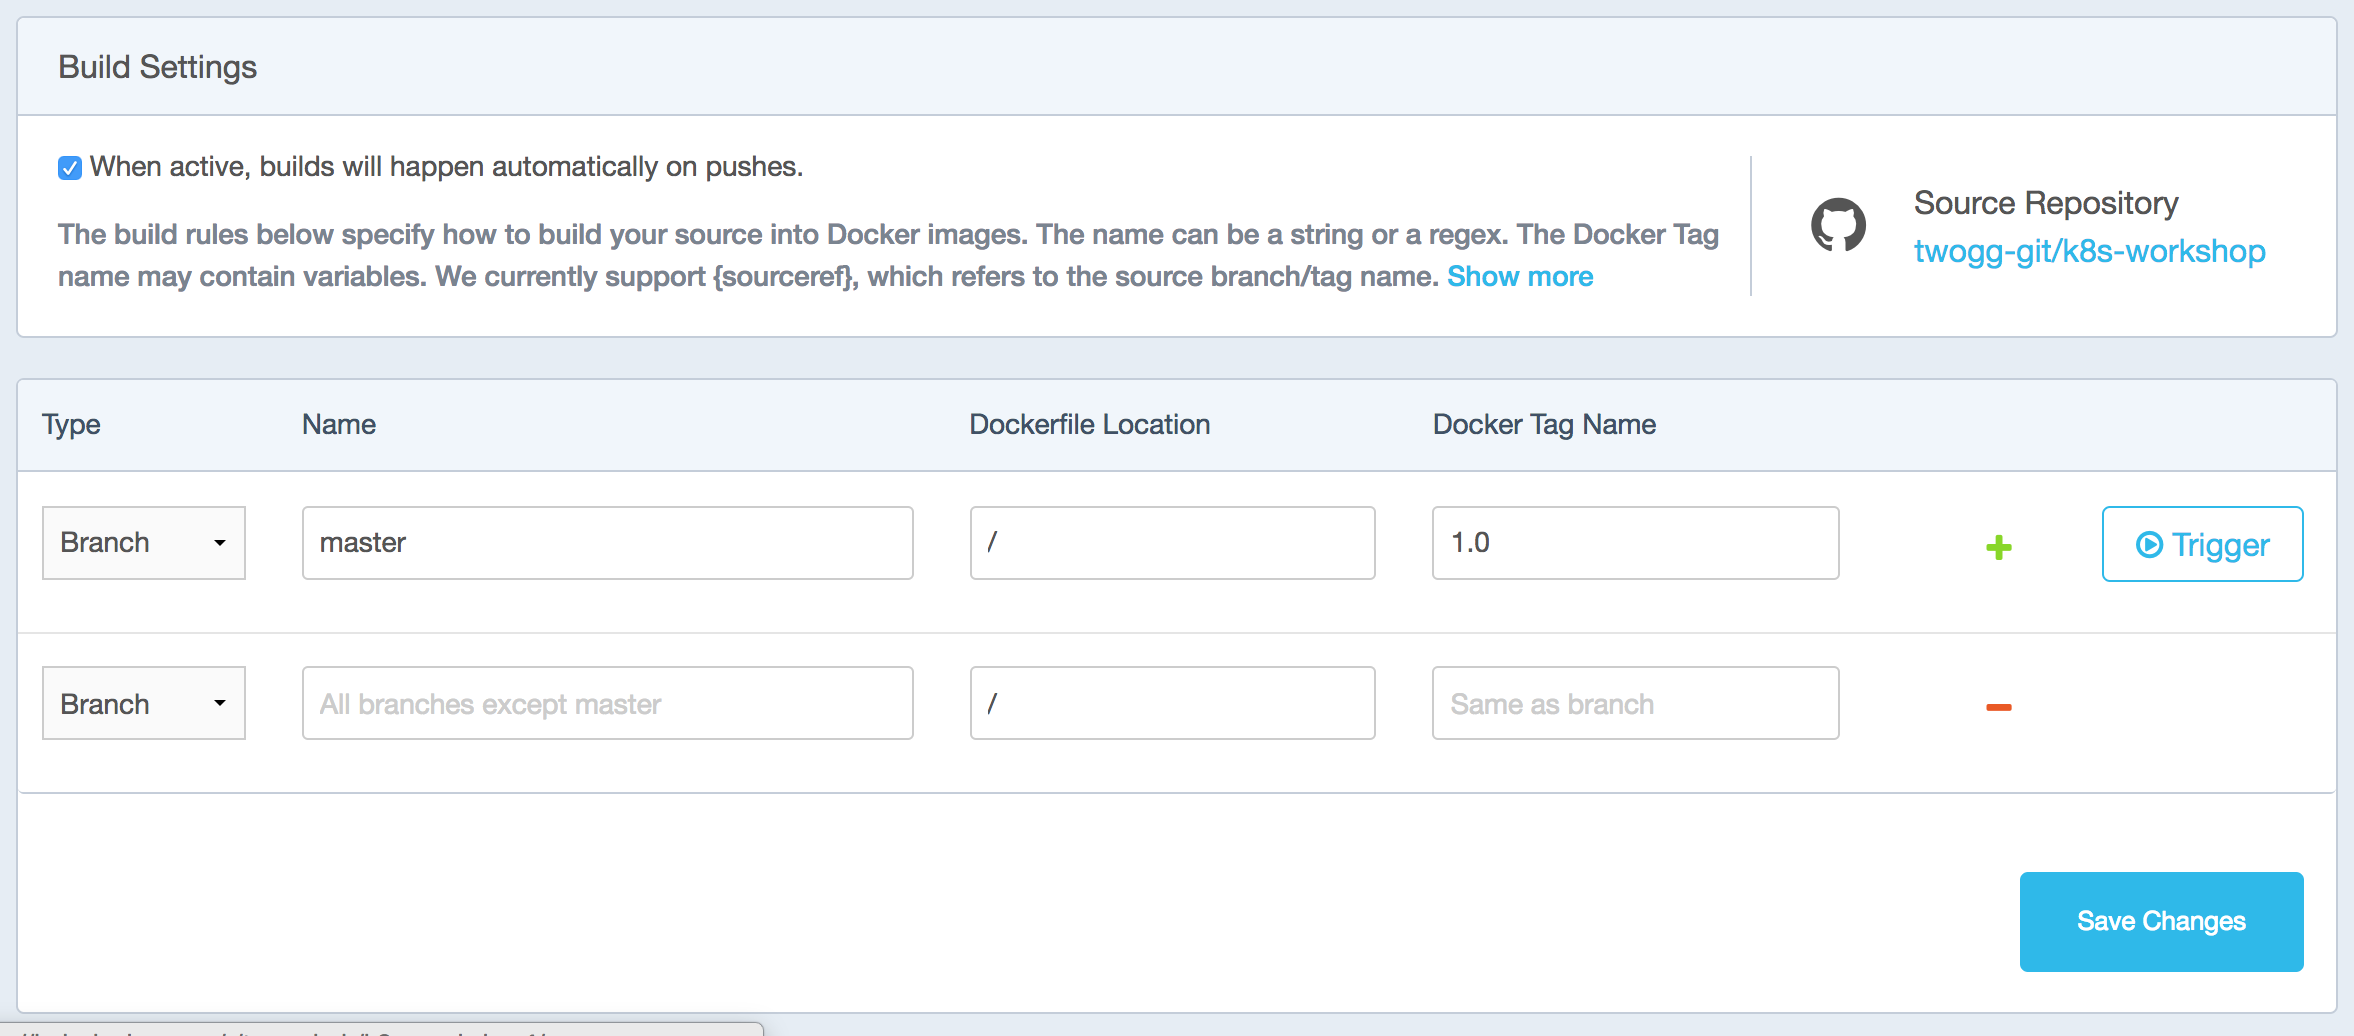 Build Settings
When active, builds will happen automatically on pushes.
The build rules below specify how to build your source into Docker images. The name can be a string or a regex. The Docker Tag
name may contain variables. We currently support {sourceref}, which refers to the source branch/tag name. Show more
Source Repository
twogg-git/k8s-workshop
Type Name Dockerfile Location Docker Tag Name
Branch master / 1.0 Trigger
Branch All branches except master / Same as branch
Save Changes